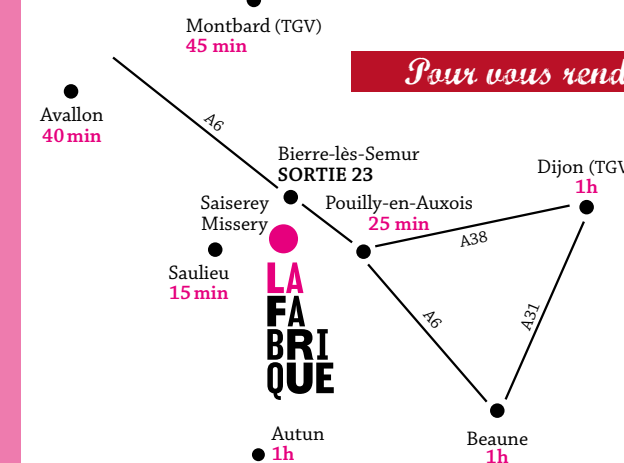 Montbard (TGV)
45 min
Pour vous rend
Avallon
40 min
A6
Bierre-lès-Semur
SORTIE 23
Dijon (TGV
1h
Saiserey
Missery
Pouilly-en-Auxois
25 min
A38
Saulieu
15 min
LA
FA
BRI
QUE
A6
A31
Autun
1h
Beaune
1h